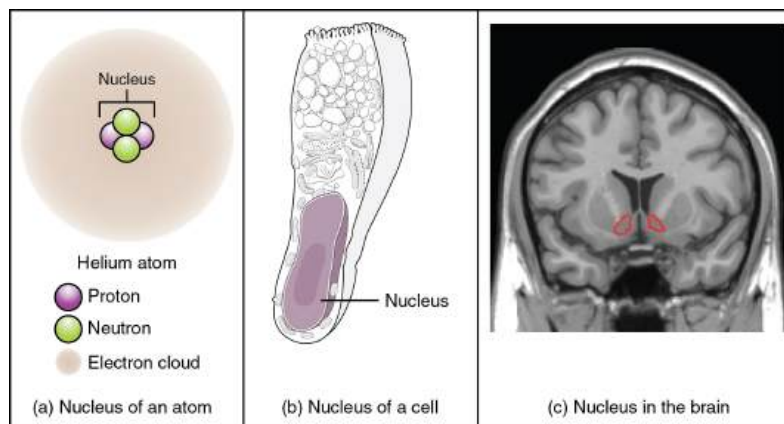 Nucleus
Helium atom
Proton
Neutron
Electron cloud
(a) Nucleus of an atom
Nucleus
(b) Nucleus of a cell
(c) Nucleus in the brain